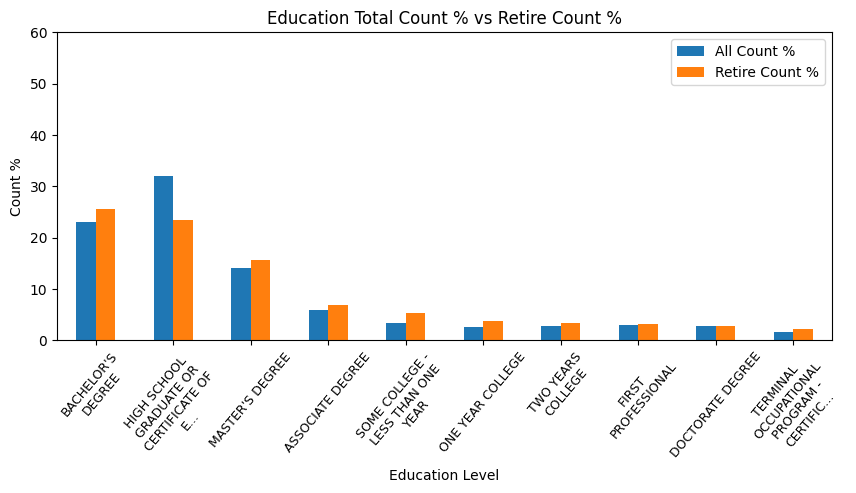 Education Total Count % vs Retire Count %
All Count %
Retire Count %
Count %
60
50
40
30
20
10
0
BACHELOR'S
DEGREE
HIGH SCHOOL
GRADUATE OR
CERTIFICATE OF
E...
MASTER'S DEGREE
ASSOCIATE DEGREE
SOME COLLEGE -
LESS THAN ONE
YEAR
ONE YEAR COLLEGE
TWO YEARS
COLLEGE
FIRST
PROFESSIONAL
DOCTORATE DEGREE
TERMINAL
OCCUPATIONAL
PROGRAM -
CERTIFIC...
Education Level